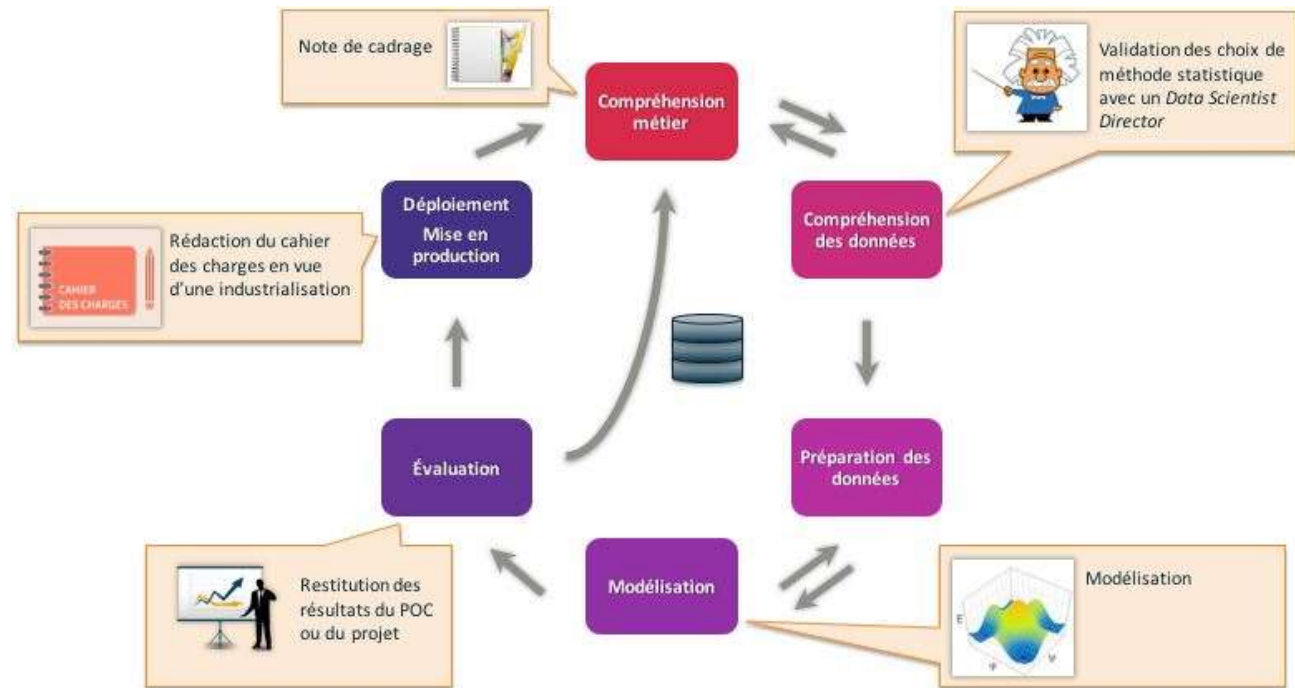 Note de cadrage
Compréhension
métier
Validation des choix de
méthode statistique
avec un Data Scientist
Director
Déploiement
Mise en
production
Compréhension
des données
Rédaction du cahier
des charges en vue
d'une industrialisation
CAHIER
DES CHARGES
Évaluation
Préparation des
données
Restitution des
résultats du POC
ou du projet
Modélisation
Modélisation
E
φ
ψ